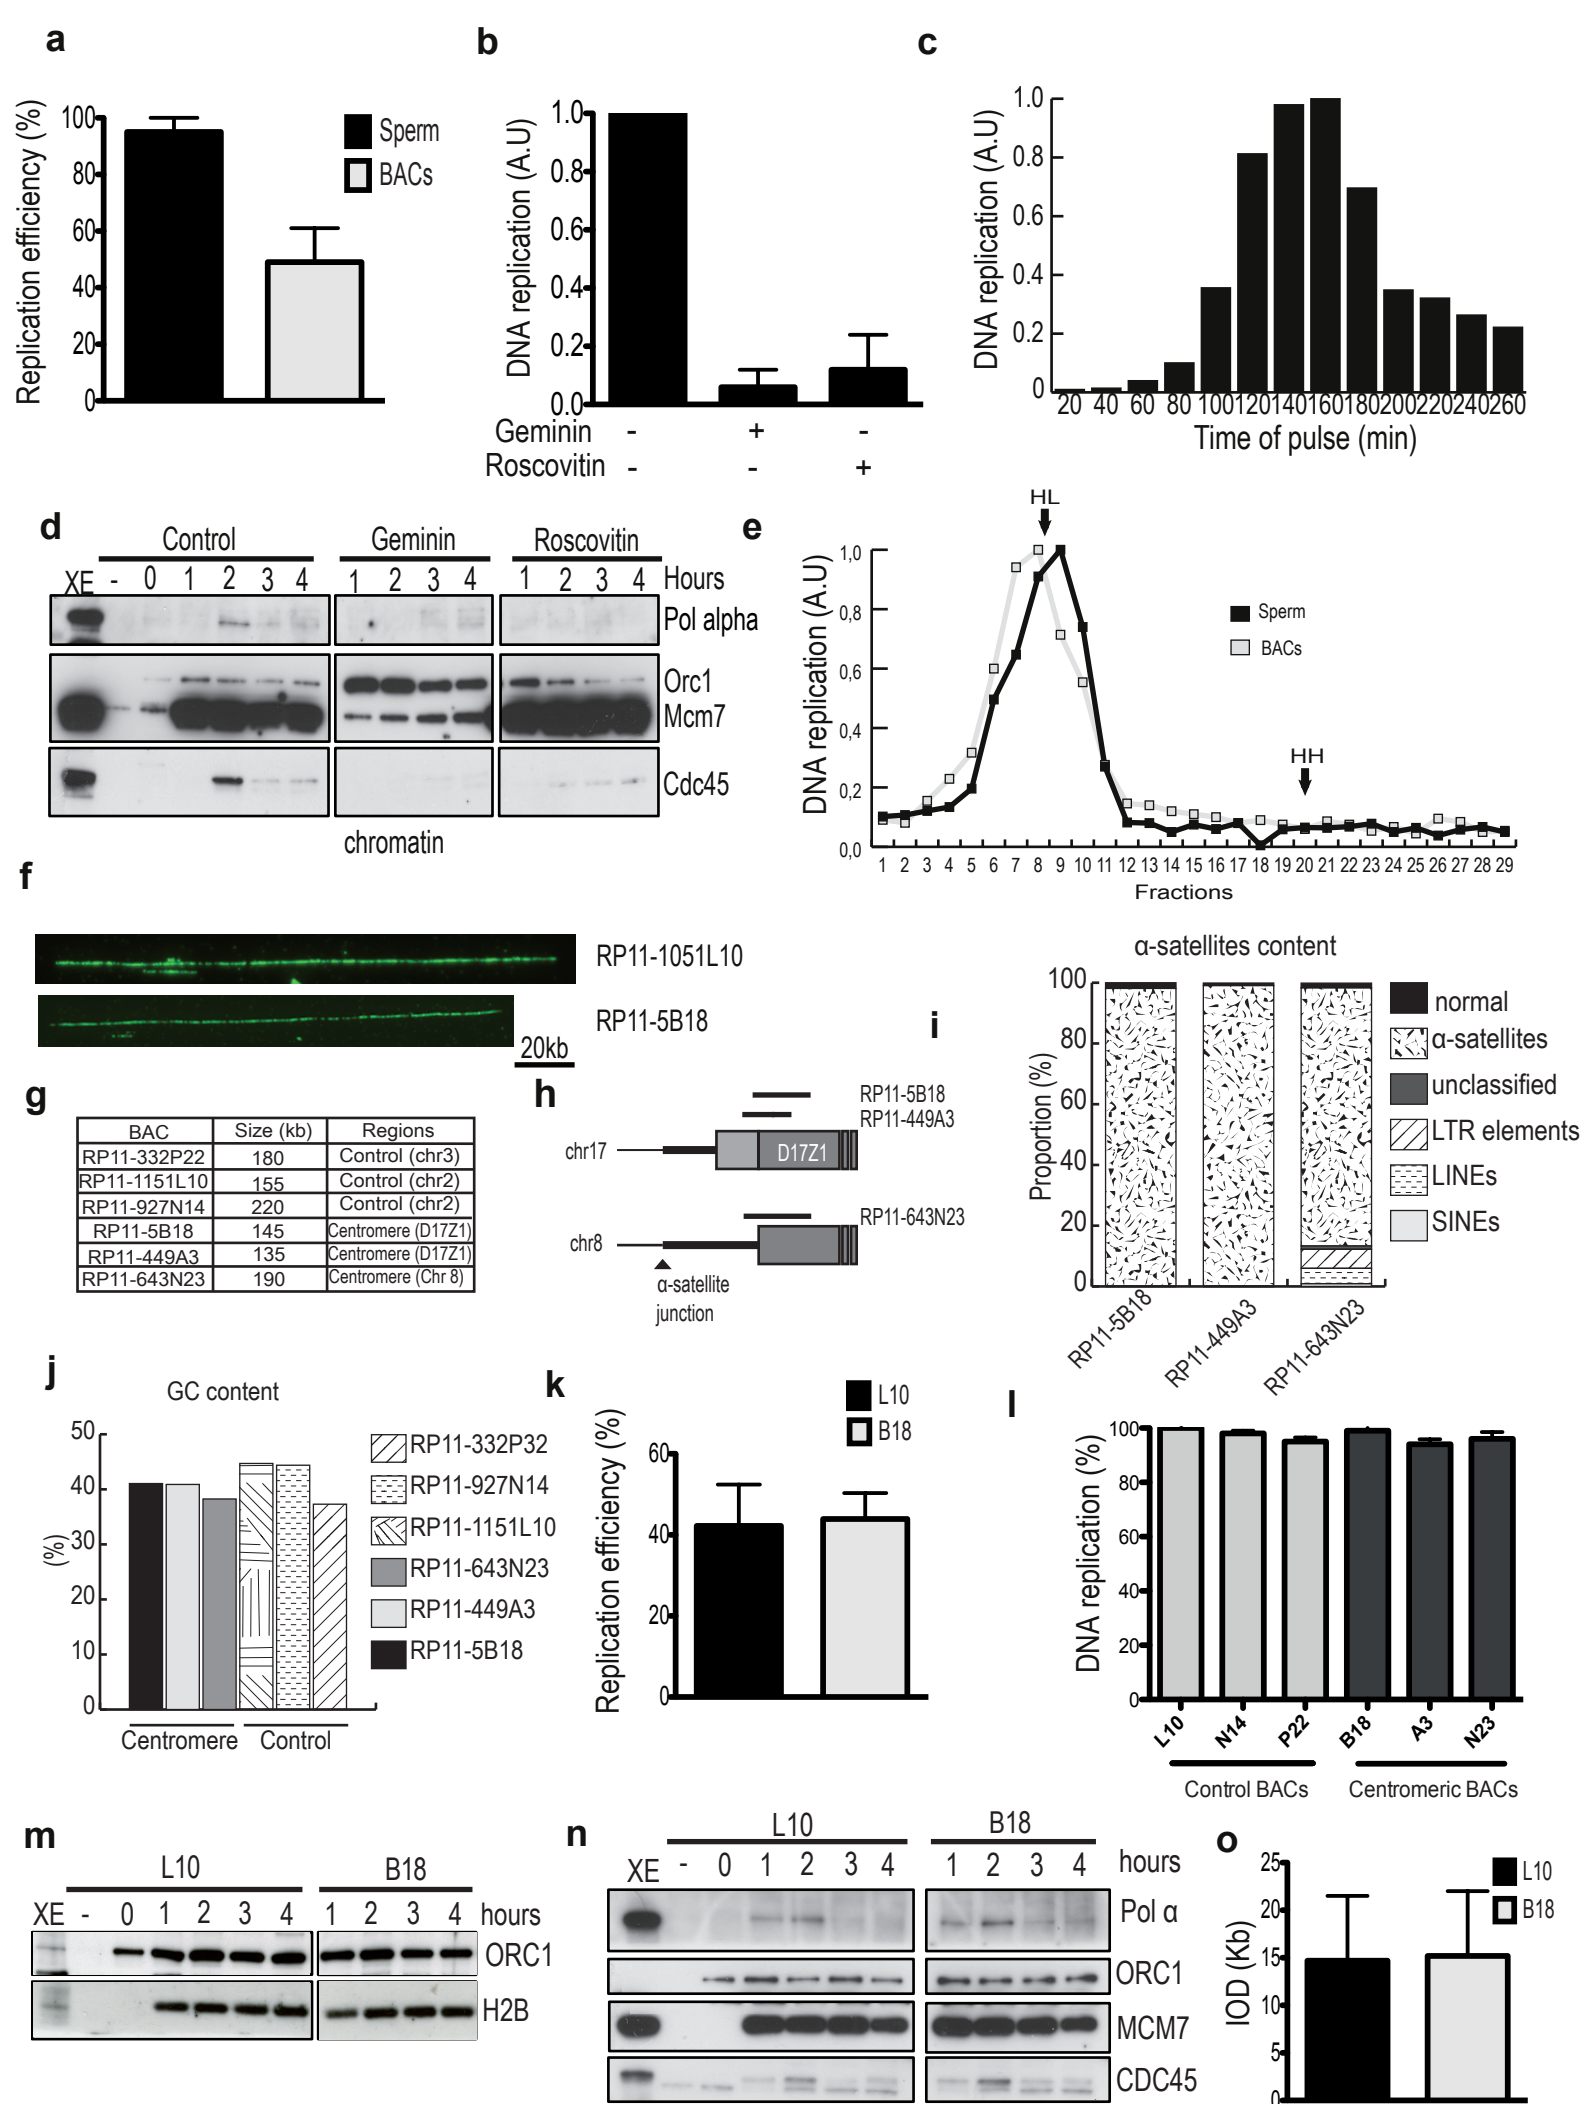 a
Replication efficiency (%)
100
80
60
40
20
0
Sperm
BACs
b
DNA replication (A.U)
1.0
0.8
0.6
0.4
0.2
0.0
Geminin - + -
Roscovitin - - +
c
DNA replication (A.U)
1.0
0.8
0.6
0.4
0.2
0
20 40 60 80 100 120 140 160 180 200 220 240 260
Time of pulse (min)
d
Control Geminin Roscovitin
XE - 0 1 2 3 4 1 2 3 4 1 2 3 4 Hours
Pol alpha
Orc1
Mcm7
Cdc45
chromatin
e
HL
DNA replication (A.U)
1,0
0,8
0,6
0,4
0,2
0,0
Sperm
BACs
HH
1 2 3 4 5 6 7 8 9 10 11 12 13 14 15 16 17 18 19 20 21 22 23 24 25 26 27 28 29
Fractions
f
RP11-1051L10
RP11-5B18
20kb
g
BAC Size (kb) Regions
RP11-332P22 180 Control (chr3)
RP11-1151L10 155 Control (chr2)
RP11-927N14 220 Control (chr2)
RP11-5B18 145 Centromere (D17Z1)
RP11-449A3 135 Centromere (D17Z1)
RP11-643N23 190 Centromere (Chr 8)
h
RP11-5B18
RP11-449A3
chr17
D17Z1
RP11-643N23
chr8
α-satellite
junction
i
α-satellites content
Proportion (%)
100
80
60
40
20
0
RP11-5B18
RP11-449A3
RP11-643N23
normal
α-satellites
unclassified
LTR elements
LINEs
SINEs
j
GC content
(%)
50
40
30
20
10
0
Centromere Control
RP11-332P32
RP11-927N14
RP11-1151L10
RP11-643N23
RP11-449A3
RP11-5B18
k
Replication efficiency (%)
60
40
20
0
L10
B18
l
DNA replication (%)
100
80
60
40
20
0
L10 N14 P22 B18 A3 N23
Control BACs Centromeric BACs
m
L10 B18
XE - 0 1 2 3 4 1 2 3 4 hours
ORC1
H2B
n
L10 B18
XE - 0 1 2 3 4 1 2 3 4 hours
Pol α
ORC1
MCM7
CDC45
o
IOD (Kb)
25
20
15
10
5
0
L10
B18